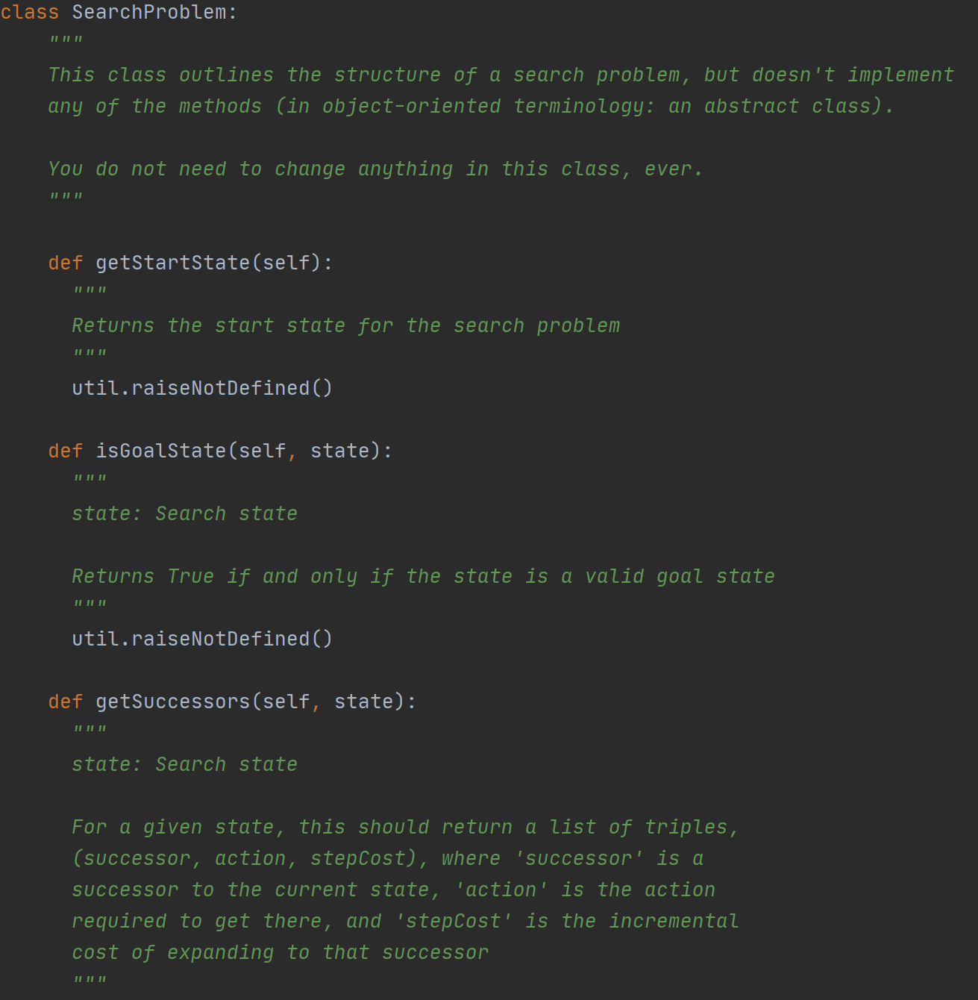 class SearchProblem:
    """
    This class outlines the structure of a search problem, but doesn't implement
    any of the methods (in object-oriented terminology: an abstract class).

    You do not need to change anything in this class, ever.
    """

    def getStartState(self):
      """
      Returns the start state for the search problem
      """
      util.raiseNotDefined()

    def isGoalState(self, state):
      """
      state: Search state

      Returns True if and only if the state is a valid goal state
      """
      util.raiseNotDefined()

    def getSuccessors(self, state):
      """
      state: Search state

      For a given state, this should return a list of triples,
      (successor, action, stepCost), where 'successor' is a
      successor to the current state, 'action' is the action
      required to get there, and 'stepCost' is the incremental
      cost of expanding to that successor
      """